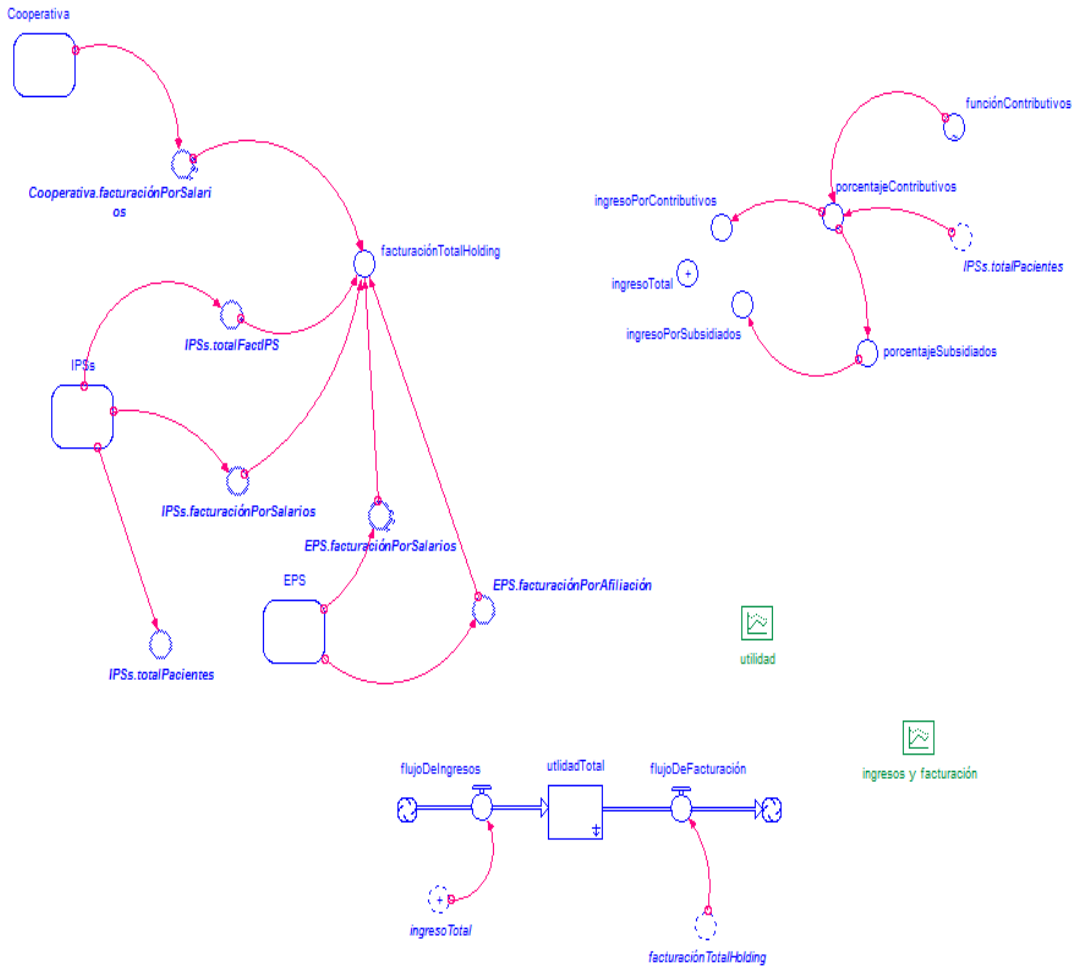 Cooperativa
funciónContributivos
Cooperativa.facturaciónPorSalari
os
porcentajeContributivos
ingresoPorContributivos
facturaciónTotalHolding
IPSs.totalPacientes
ingresoTotal
ingresoPorSubsidiados
IPSs.totalFactIPS
porcentajeSubsidiados
IPSs
IPSs.facturaciónPorSalarios
EPS.facturaciónPorSalarios
EPS
EPS.facturaciónPorAfiliación
utilidad
IPSs.totalPacientes
flujoDeIngresos
utlidadTotal
flujoDeFacturación
ingresos y facturación
ingresoTotal
facturaciónTotalHolding